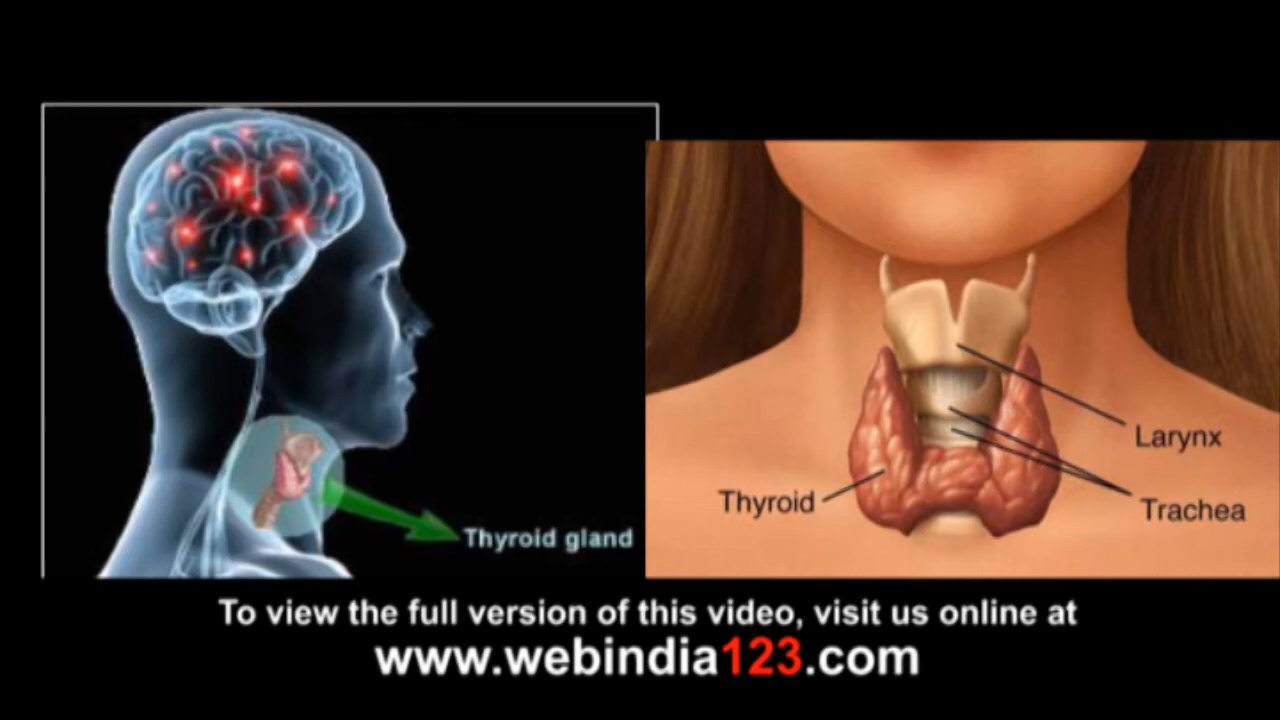 Thyroid gland
Larynx
Thyroid
Trachea
To view the full version of this video, visit us online at
www.webindia123.com